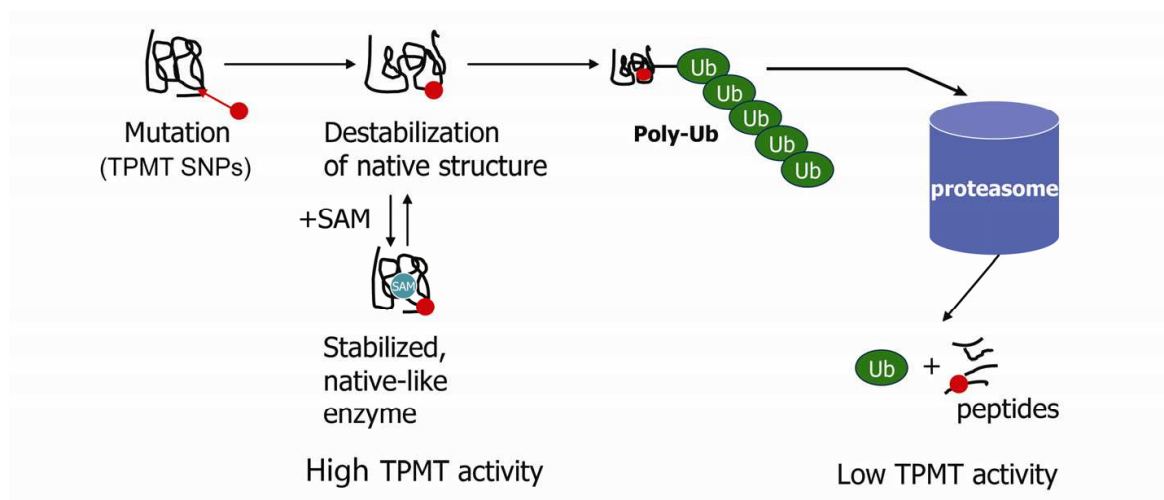 Mutation
(TPMT SNPs)
Destabilization
of native structure
+SAM
SAM
Stabilized,
native-like
enzyme
High TPMT activity
Ub
Ub
Ub
Ub
Ub
Poly-Ub
proteasome
Ub
+
peptides
Low TPMT activity